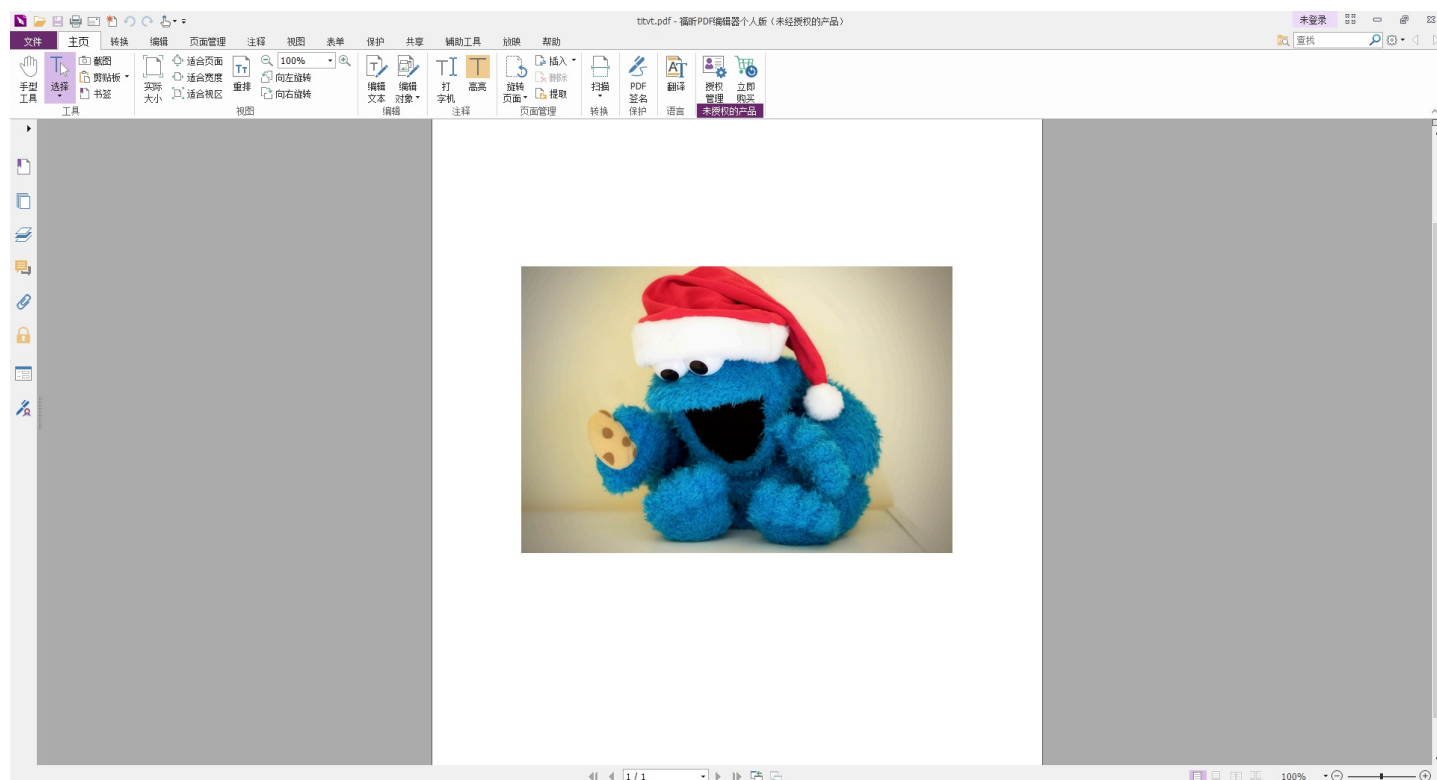 titvt.pdf - 福昕PDF编辑器个人版（未经授权的产品）
未登录
文件 主页 转换 编辑 页面管理 注释 视图 表单 保护 共享 辅助工具 放映 帮助
查找
手型
工具
选择
截图
剪贴板
书签
工具
实际
大小
适合页面
适合宽度
适合视区
重排
100%
向左旋转
向右旋转
视图
编辑
文本
编辑
对象
编辑
打
字机
高亮
注释
旋转
页面
插入
删除
提取
页面管理
扫描
转换
PDF
签名
保护
翻译
语言
授权
管理
立即
购买
未授权的产品
1 / 1
100%